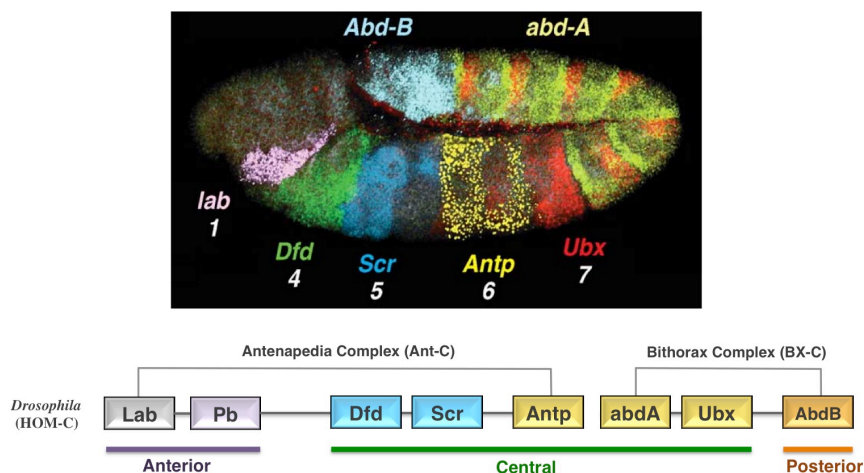 Abd-B abd-A
lab
1
Dfd
4
Scr
5
Antp
6
Ubx
7
Antenapedia Complex (Ant-C) Bithorax Complex (BX-C)
Drosophila
(HOM-C)
Lab Pb Dfd Scr Antp abdA Ubx AbdB
Anterior Central Posterior